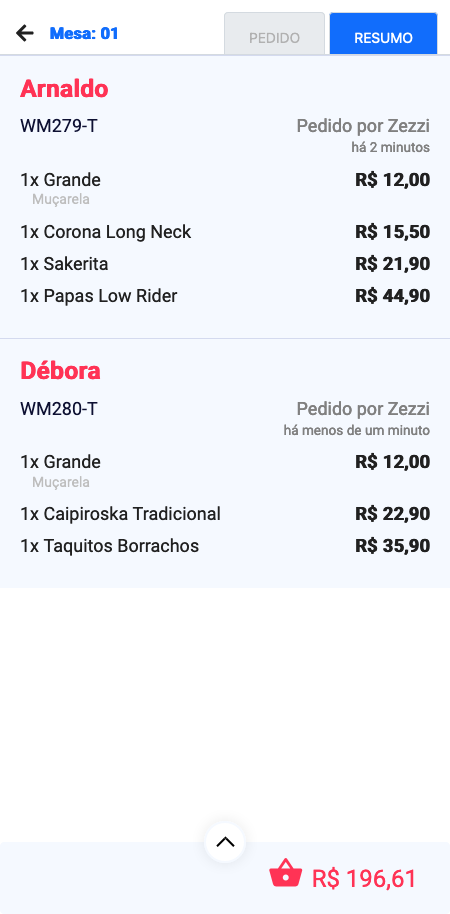 Mesa: 01
PEDIDO
RESUMO
Arnaldo
WM279-T
Pedido por Zezzi
há 2 minutos
1x Grande R$ 12,00
Muçarela
1x Corona Long Neck R$ 15,50
1x Sakerita R$ 21,90
1x Papas Low Rider R$ 44,90
Débora
WM280-T
Pedido por Zezzi
há menos de um minuto
1x Grande R$ 12,00
Muçarela
1x Caipiroska Tradicional R$ 22,90
1x Taquitos Borrachos R$ 35,90
R$ 196,61